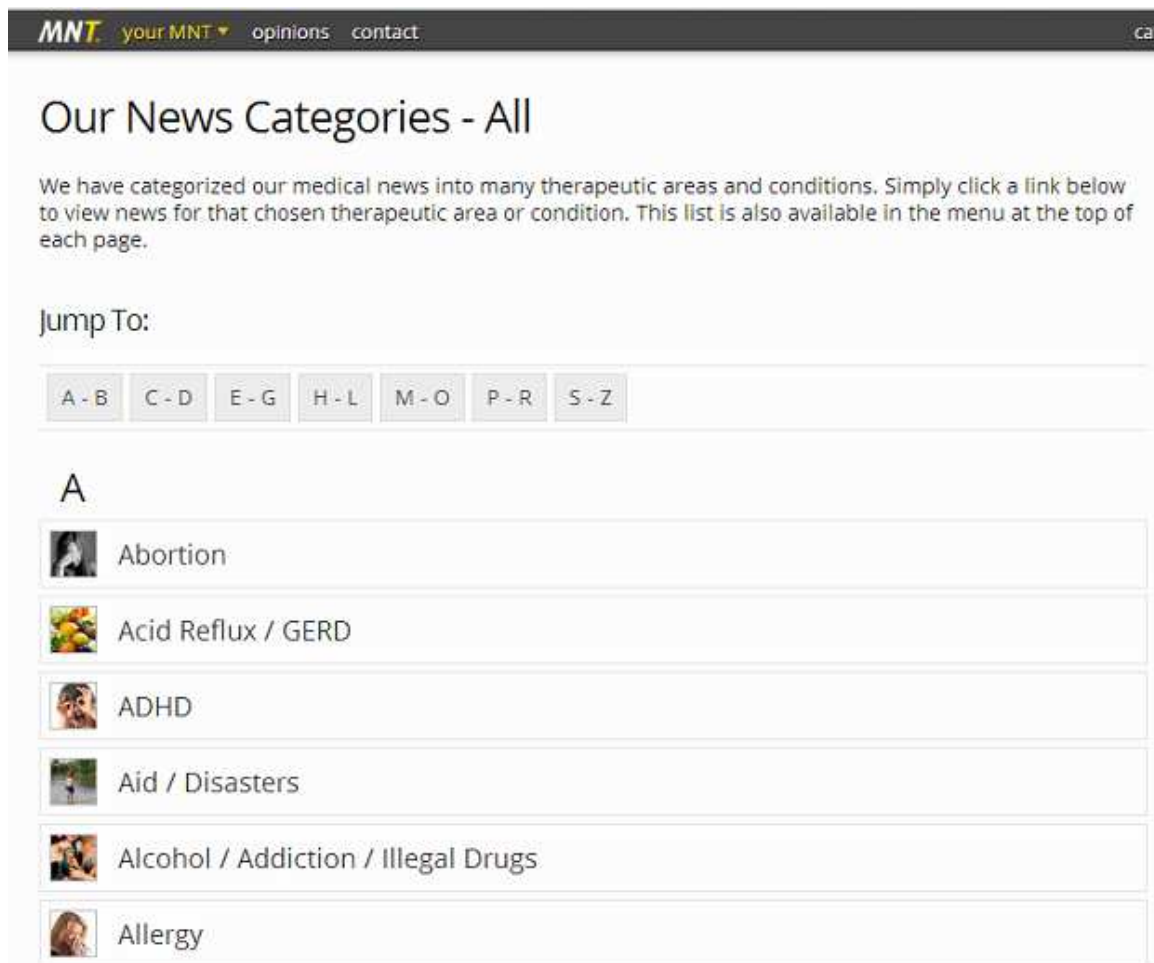 MNT. your MNT opinions contact ca
Our News Categories - All
We have categorized our medical news into many therapeutic areas and conditions. Simply click a link below
to view news for that chosen therapeutic area or condition. This list is also available in the menu at the top of
each page.
Jump To:
A - B C - D E - G H - L M - O P - R S - Z
A
Abortion
Acid Reflux / GERD
ADHD
Aid / Disasters
Alcohol / Addiction / Illegal Drugs
Allergy